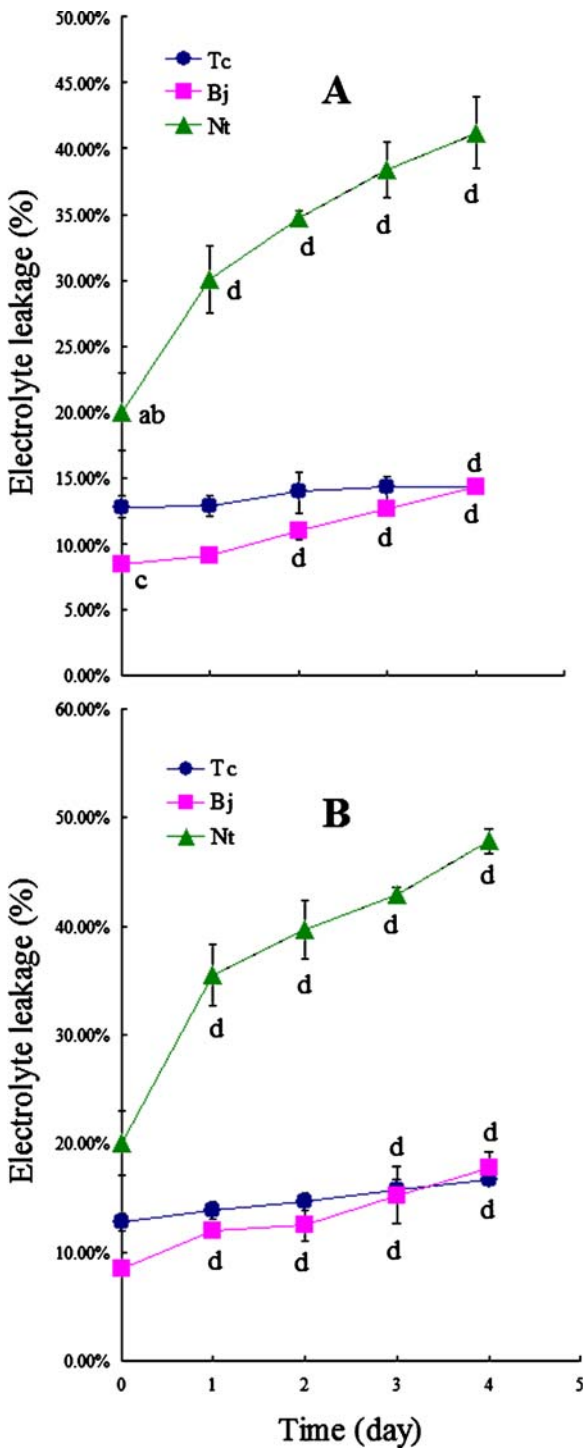 50.00%
Tc
Bj
Nt
A
45.00%
40.00%
d
d
35.00%
d
30.00%
d
25.00%
20.00%
ab
15.00%
d
d
d
d
10.00%
c
5.00%
0.00%
Electrolyte leakage (%)
60.00%
Tc
Bj
Nt
B
50.00%
d
40.00%
d
d
d
30.00%
20.00%
d
d
10.00%
d
d
d
d
0.00%
0 1 2 3 4 5
Electrolyte leakage (%)
Time (day)